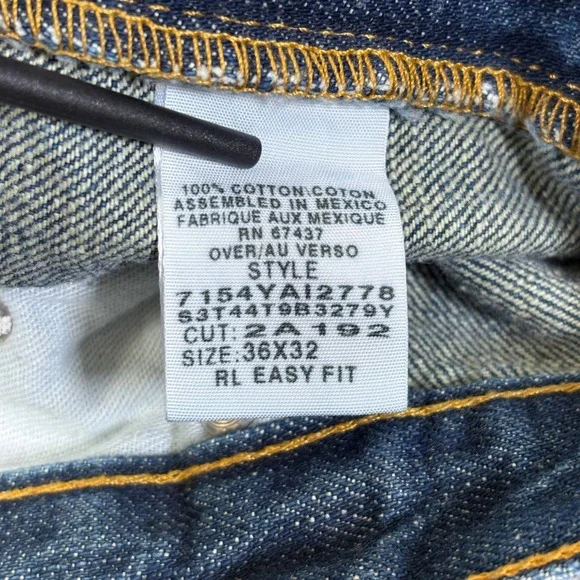 100% COTTON:COTON
ASSEMBLED IN MEXICO
FABRIQUE AUX MEXIQUE
RN 67437
OVER/AU VERSO
STYLE
7154YAI2778
63T44T9B3279Y
CUT: 2A192
SIZE: 36X32
RL EASY FIT